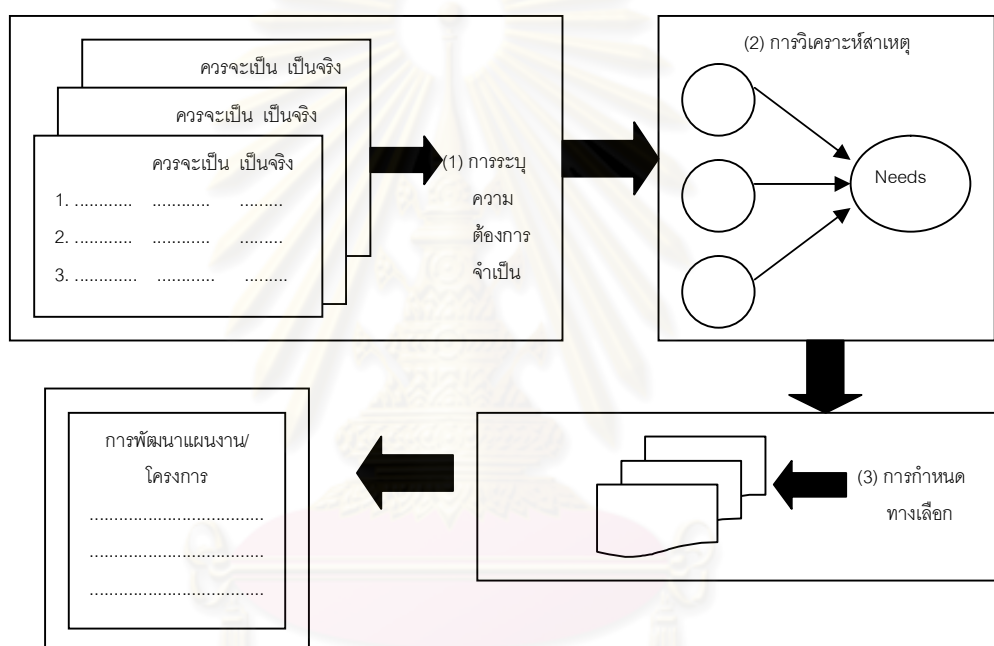 ควรจะเป็น เป็นจริง
ควรจะเป็น เป็นจริง
ควรจะเป็น เป็นจริง
1. ............ ............ .........
2. ............ ............ .........
3. ............. ............ .........
(1) การระบุ
ความ
ต้องการ
จำเป็น
(2) การวิเคราะห์สาเหตุ
Needs
(3) การกำหนด
ทางเลือก
การพัฒนาแผนงาน/
โครงการ
...................................
...................................
...................................